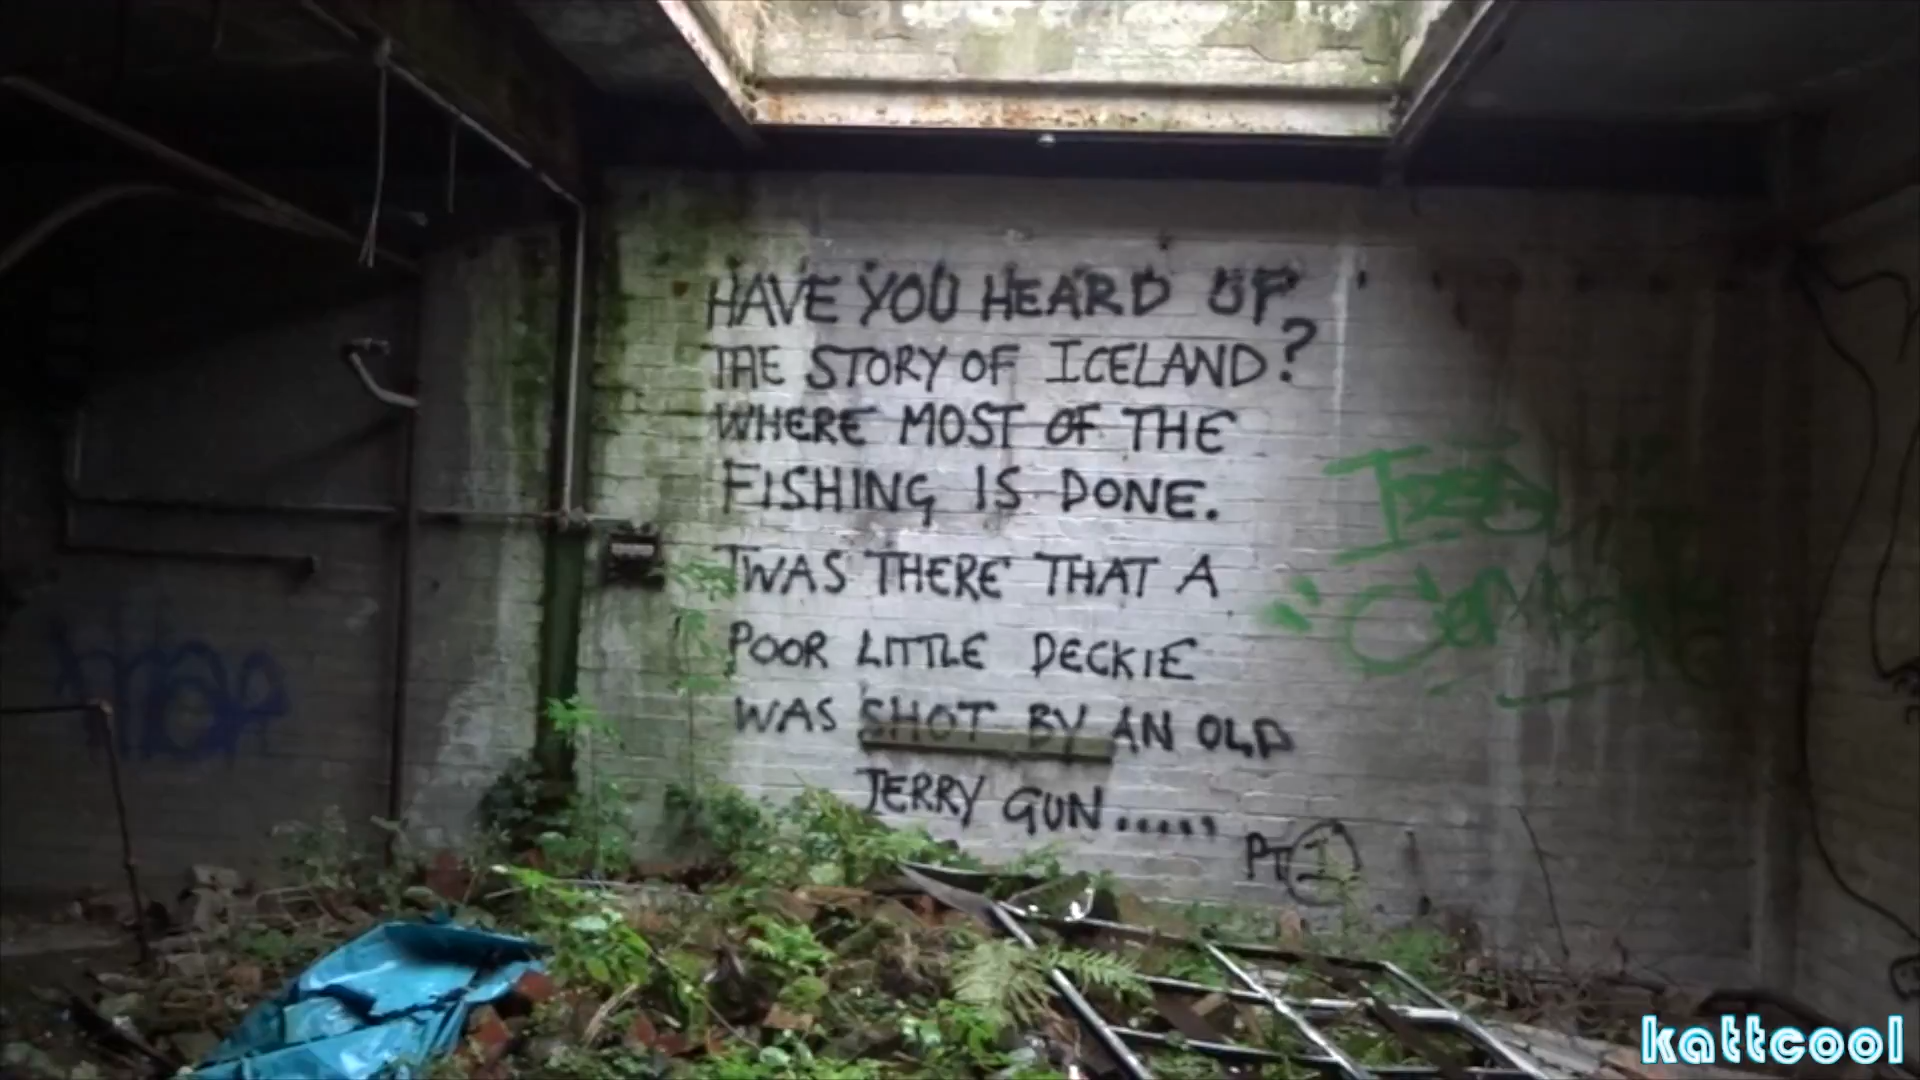 HAVE YOU HEARD OF
THE STORY OF ICELAND?
WHERE MOST OF THE
FISHING IS DONE.
TWAS THERE THAT A
POOR LITTLE DECKIE
WAS SHOT BY AN OLD
JERRY GUN.....,
PT I
kattcool